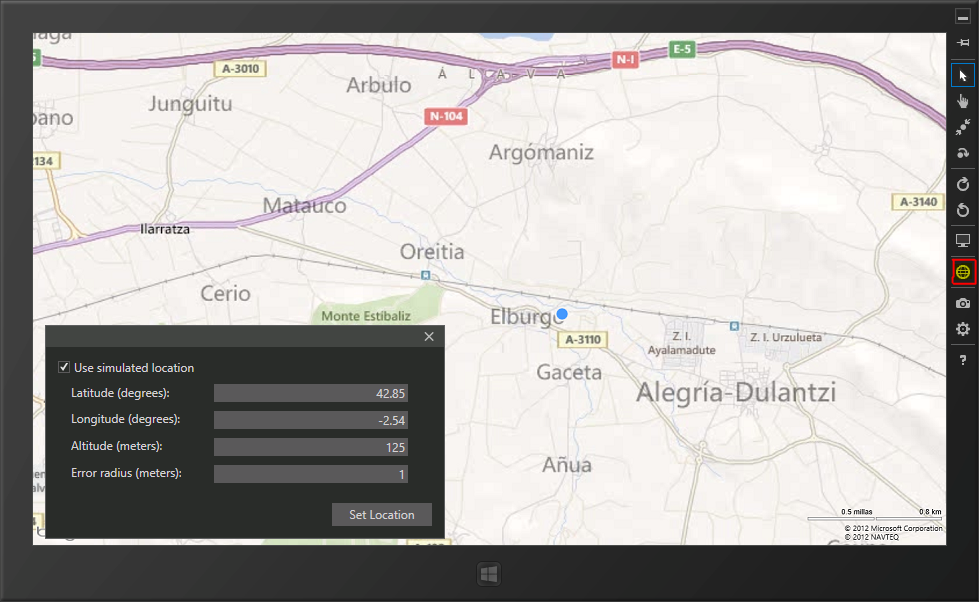 E-5
N-I
A-3010
Á L A V A
Arbulo
Junguitu
N-104
134
Argómaniz
Matauco
A-3140
Ilarratza
Oreitia
Cerio
Monte Estíbaliz
Elburgo
A-3110
Z. I.
Ayalamadute
Z. I. Urzulueta
Gaceta
Alegría-Dulantzi
Añua
Use simulated location
Latitude (degrees):
42.85
Longitude (degrees):
-2.54
Altitude (meters):
125
Error radius (meters):
1
Set Location
0.5 millas
0.8 km
© 2012 Microsoft Corporation
© 2012 NAVTEQ
?